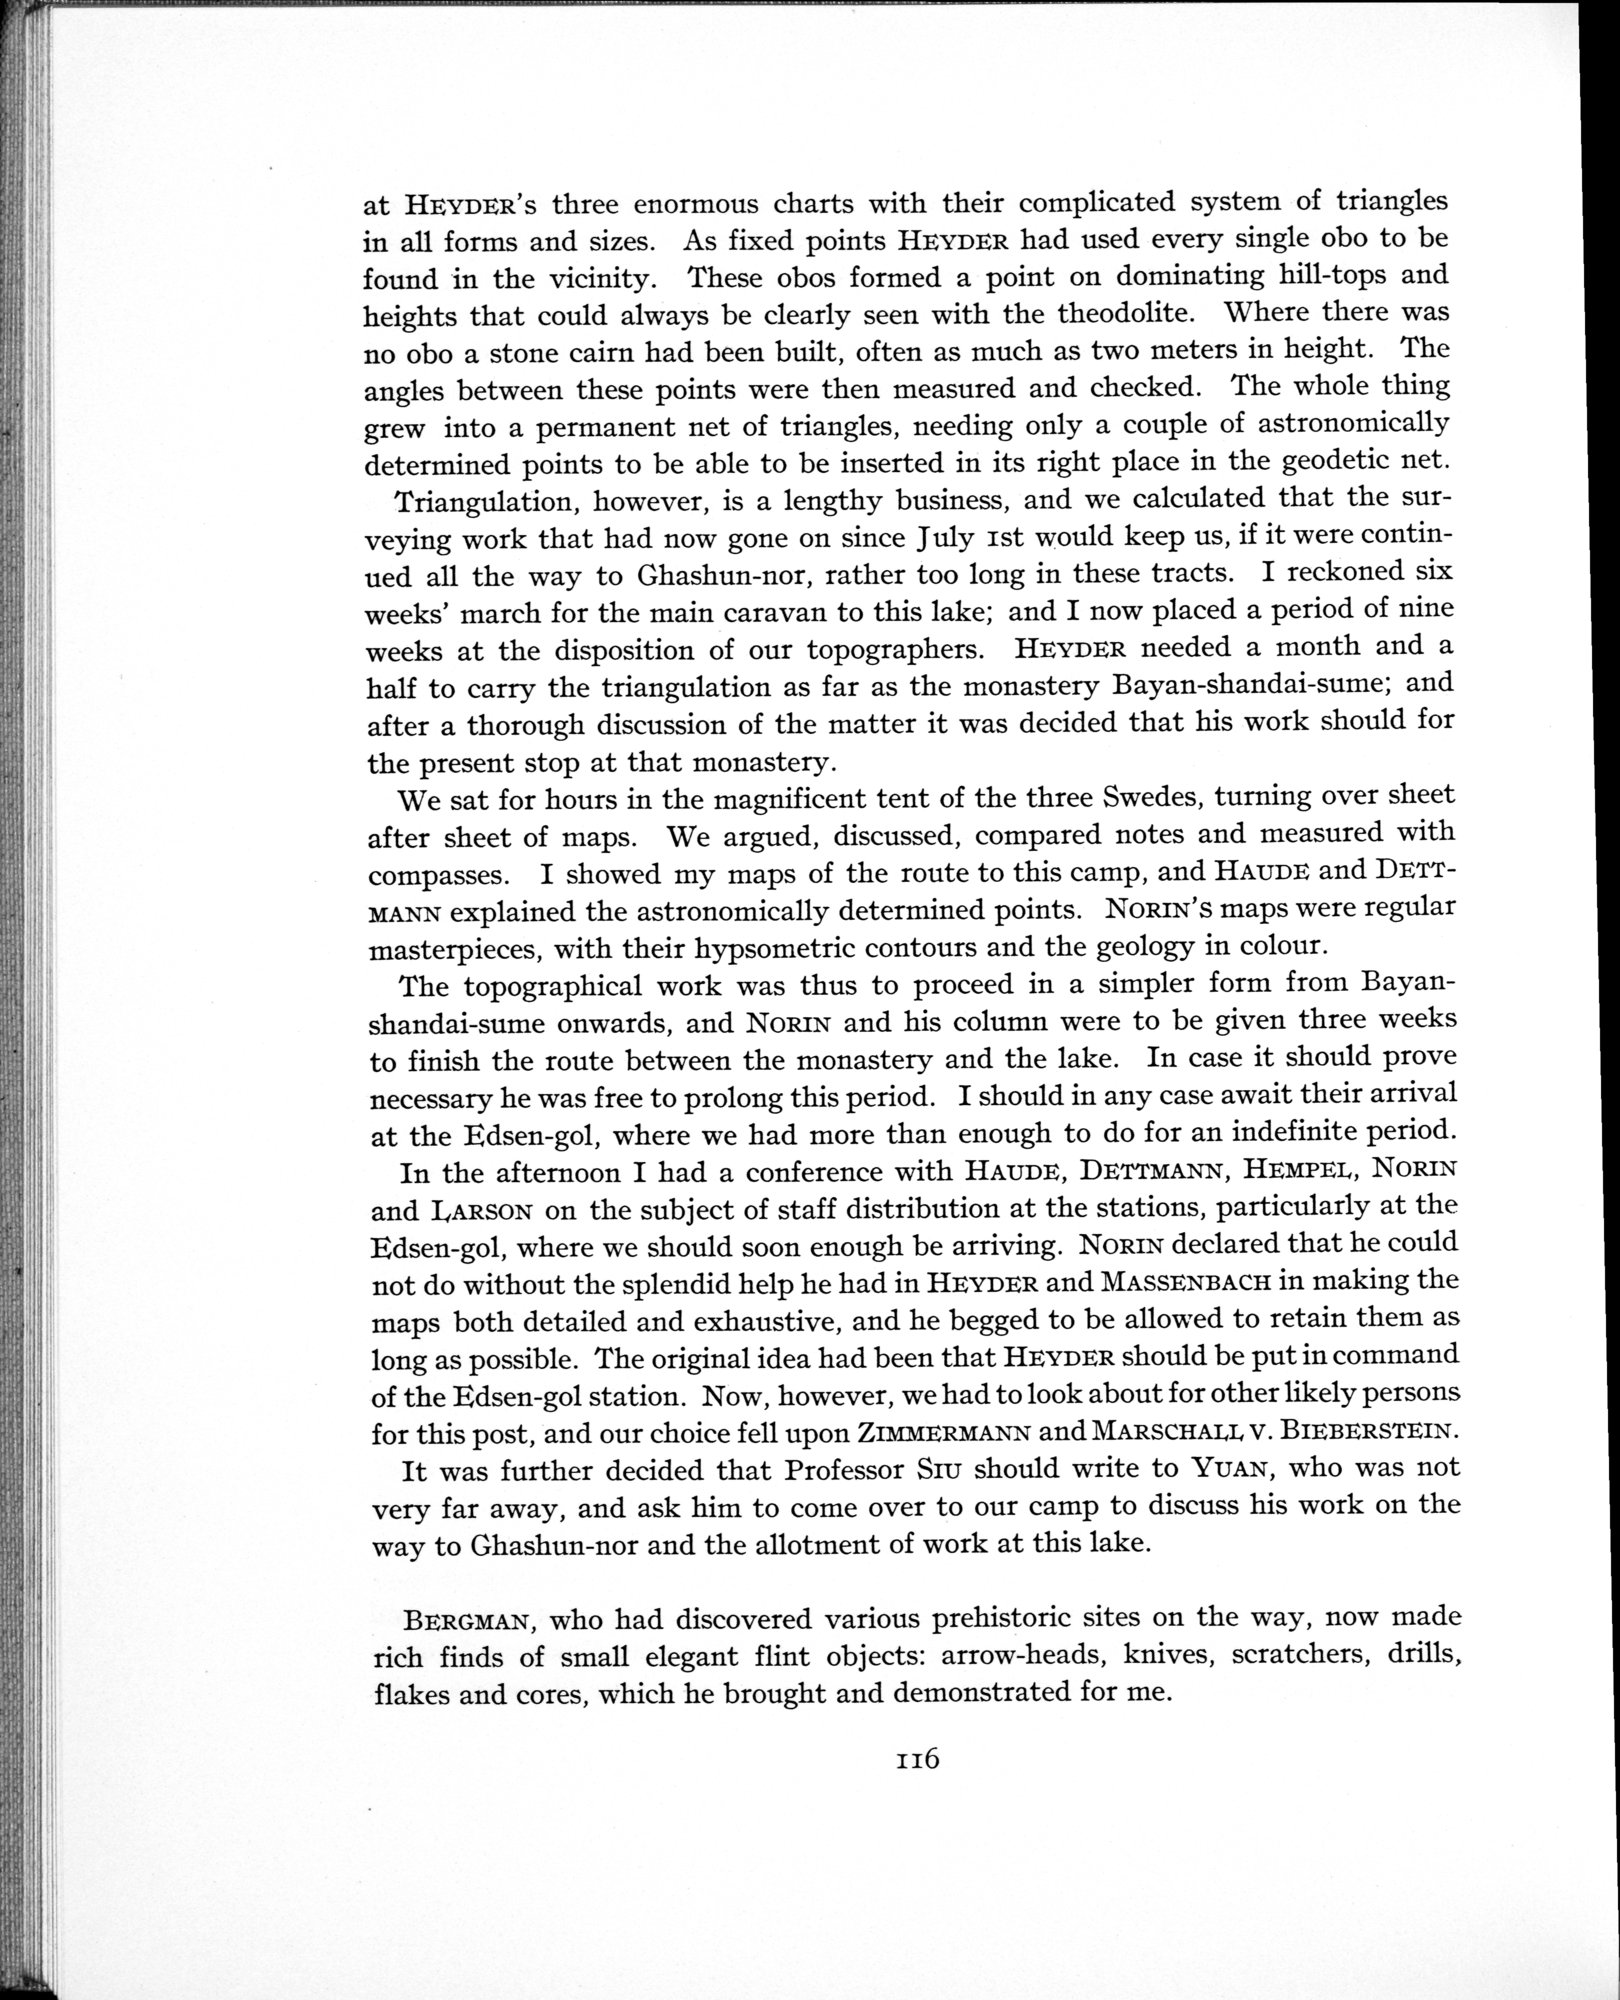 at HEYDER's three enormous charts with their complicated system of triangles
in all forms and sizes. As fixed points HEYDER had used every single obo to be
found in the vicinity. These obos formed a point on dominating hill-tops and
heights that could always be clearly seen with the theodolite. Where there was
no obo a stone cairn had been built, often as much as two meters in height. The
angles between these points were then measured and checked. The whole thing
grew into a permanent net of triangles, needing only a couple of astronomically
determined points to be able to be inserted in its right place in the geodetic net.
Triangulation, however, is a lengthy business, and we calculated that the sur-
veying work that had now gone on since July 1st would keep us, if it were contin-
ued all the way to Ghashun-nor, rather too long in these tracts. I reckoned six
weeks' march for the main caravan to this lake; and I now placed a period of nine
weeks at the disposition of our topographers. HEYDER needed a month and a
half to carry the triangulation as far as the monastery Bayan-shandai-sume; and
after a thorough discussion of the matter it was decided that his work should for
the present stop at that monastery.
We sat for hours in the magnificent tent of the three Swedes, turning over sheet
after sheet of maps. We argued, discussed, compared notes and measured with
compasses. I showed my maps of the route to this camp, and HAUDE and DETT-
MANN explained the astronomically determined points. NORIN's maps were regular
masterpieces, with their hypsometric contours and the geology in colour.
The topographical work was thus to proceed in a simpler form from Bayan-
shandai-sume onwards, and NORIN and his column were to be given three weeks
to finish the route between the monastery and the lake. In case it should prove
necessary he was free to prolong this period. I should in any case await their arrival
at the Edsen-gol, where we had more than enough to do for an indefinite period.
In the afternoon I had a conference with HAUDE, DETTMANN, HEMPEL, NORIN
and LARSON on the subject of staff distribution at the stations, particularly at the
Edsen-gol, where we should soon enough be arriving. NORIN declared that he could
not do without the splendid help he had in HEYDER and MASSENBACH in making the
maps both detailed and exhaustive, and he begged to be allowed to retain them as
long as possible. The original idea had been that HEYDER should be put in command
of the Edsen-gol station. Now, however, we had to look about for other likely persons
for this post, and our choice fell upon ZIMMERMANN and MARSCHALL V. BIEBERSTEIN.
It was further decided that Professor SIU should write to YUAN, who was not
very far away, and ask him to come over to our camp to discuss his work on the
way to Ghashun-nor and the allotment of work at this lake.
BERGMAN, who had discovered various prehistoric sites on the way, now made
rich finds of small elegant flint objects: arrow-heads, knives, scratchers, drills,
flakes and cores, which he brought and demonstrated for me.
116